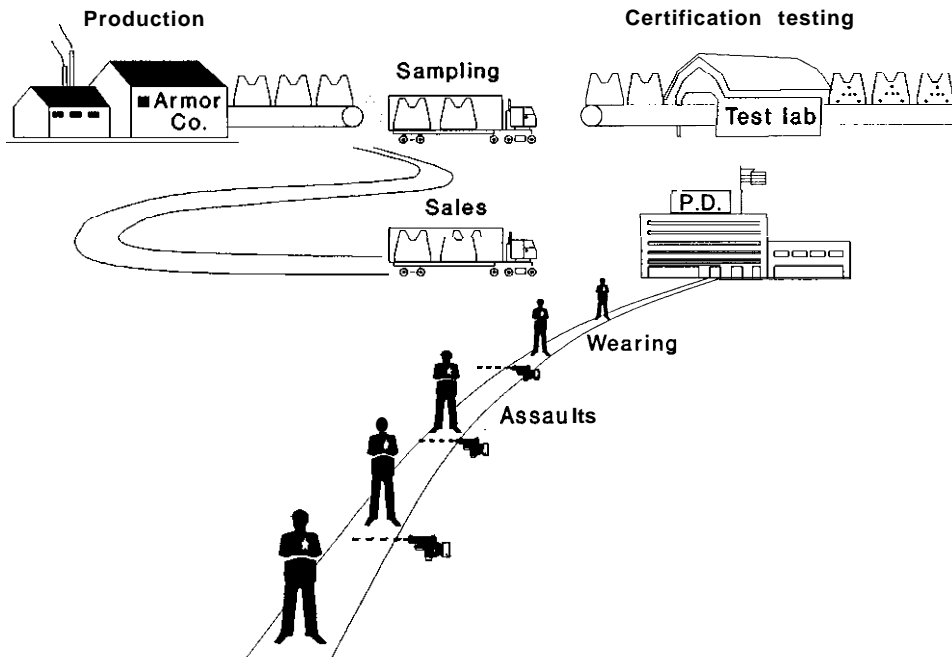 Production
Certification testing
Sampling
Armor
Co.
Test lab
Sales
P.D.
Wearing
Assaults